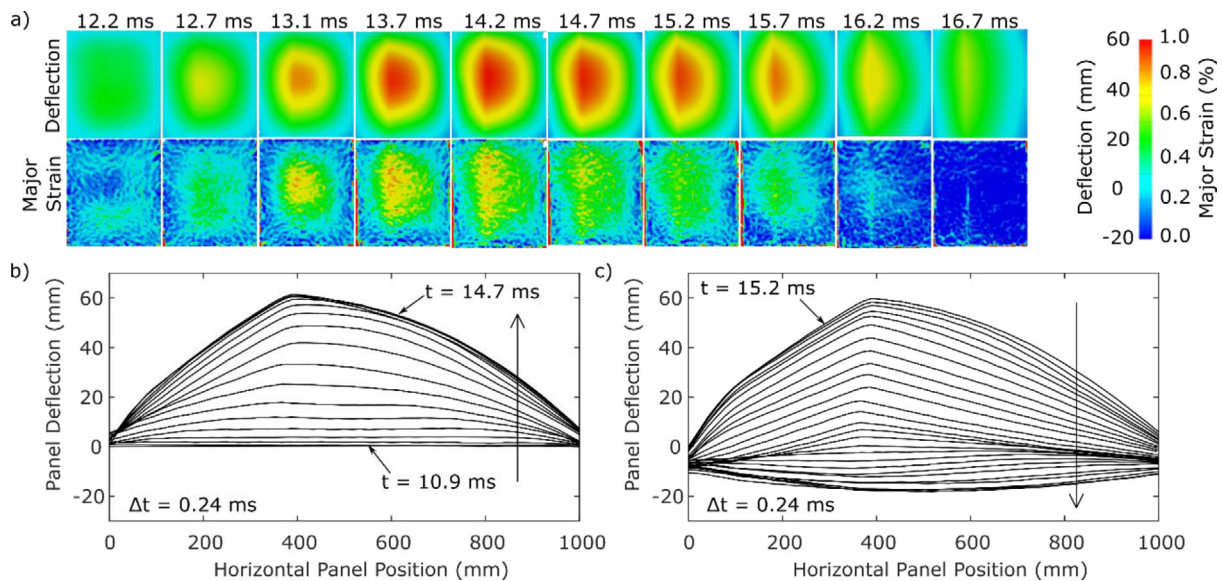 a)
12.2 ms 12.7 ms 13.1 ms 13.7 ms 14.2 ms 14.7 ms 15.2 ms 15.7 ms 16.2 ms 16.7 ms
Deflection
Major
Strain
Deflection (mm)
60
40
20
0
-20
1.0
0.8
0.6
0.4
0.2
0.0
Major Strain (%)
b)
Panel Deflection (mm)
60
40
20
0
-20
t = 14.7 ms
t = 10.9 ms
Δt = 0.24 ms
0 200 400 600 800 1000
Horizontal Panel Position (mm)
c)
Panel Deflection (mm)
60
40
20
0
-20
t = 15.2 ms
Δt = 0.24 ms
0 200 400 600 800 1000
Horizontal Panel Position (mm)